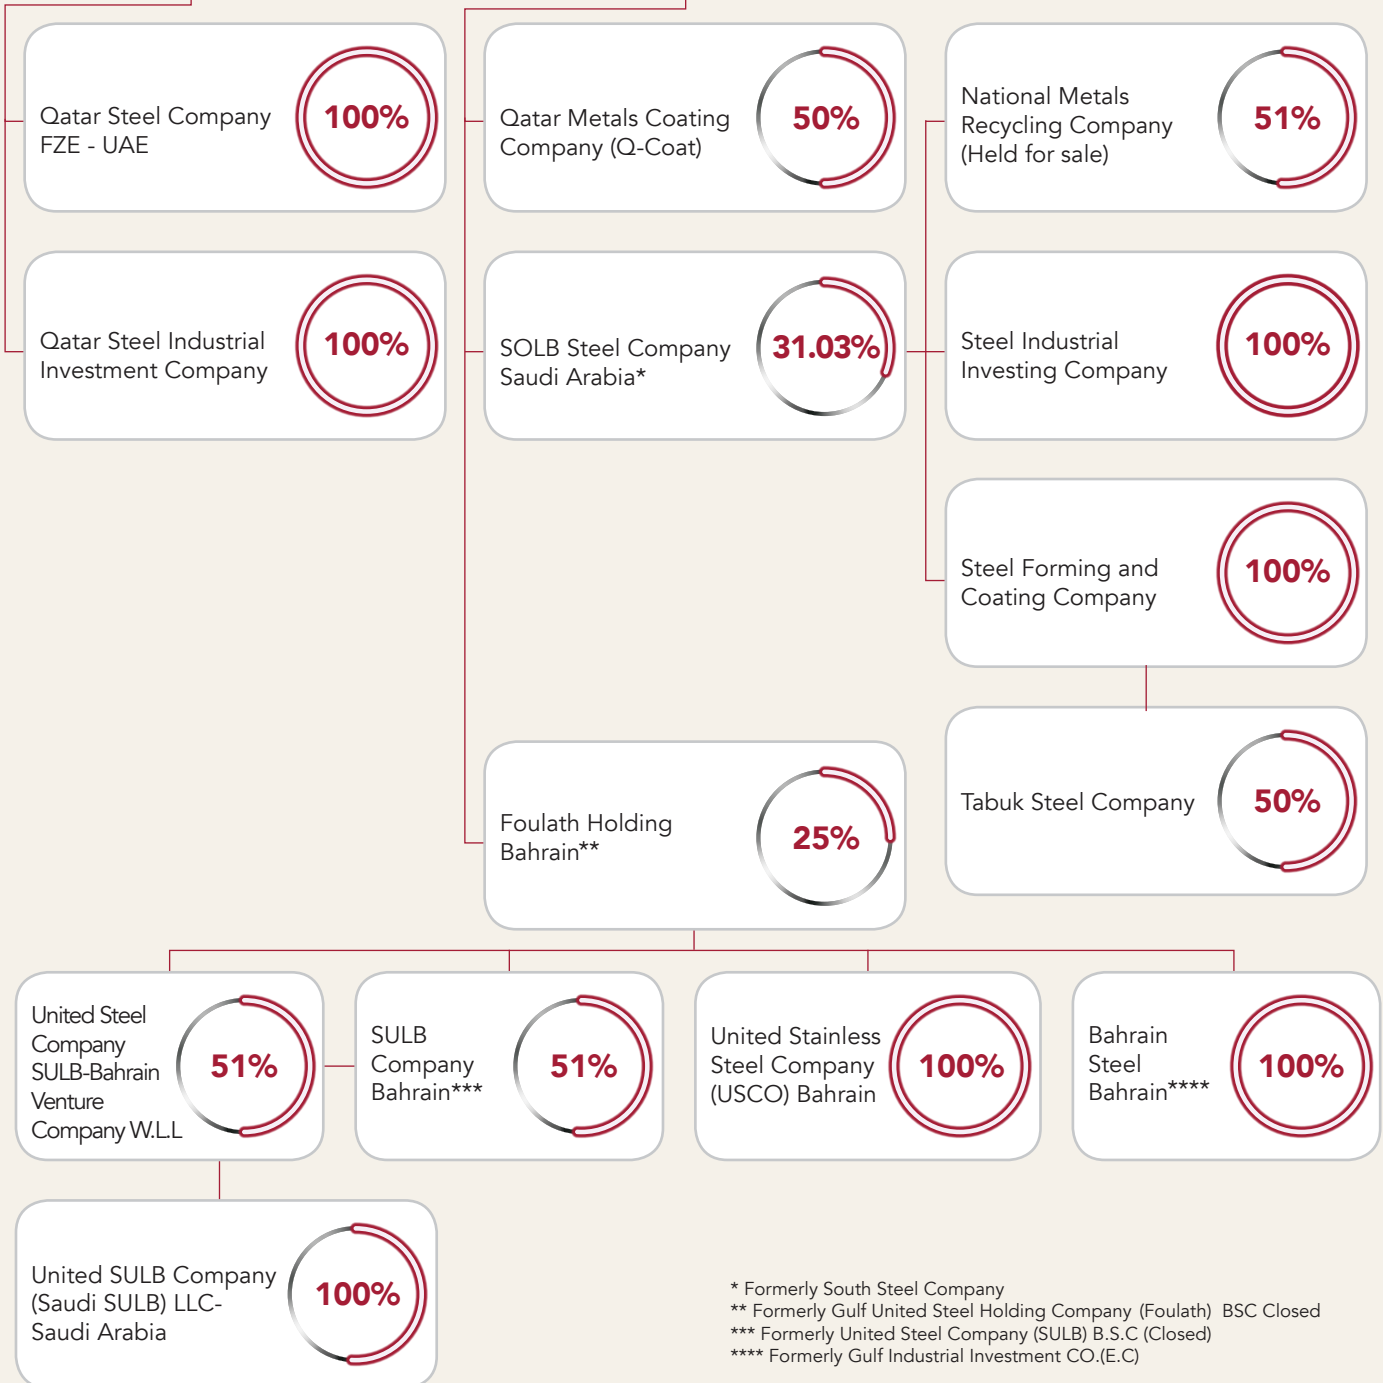 Qatar Steel Company
FZE - UAE
100%
Qatar Metals Coating
Company (Q-Coat)
50%
National Metals
Recycling Company
(Held for sale)
51%
Qatar Steel Industrial
Investment Company
100%
SOLB Steel Company
Saudi Arabia*
31.03%
Steel Industrial
Investing Company
100%
Steel Forming and
Coating Company
100%
Foulath Holding
Bahrain**
25%
Tabuk Steel Company
50%
United Steel
Company
SULB-Bahrain
Venture
Company W.L.L
51%
SULB
Company
Bahrain***
51%
United Stainless
Steel Company
(USCO) Bahrain
100%
Bahrain
Steel
Bahrain****
100%
United SULB Company
(Saudi SULB) LLC-
Saudi Arabia
100%
* Formerly South Steel Company
** Formerly Gulf United Steel Holding Company (Foulath) BSC Closed
*** Formerly United Steel Company (SULB) B.S.C (Closed)
**** Formerly Gulf Industrial Investment CO.(E.C)